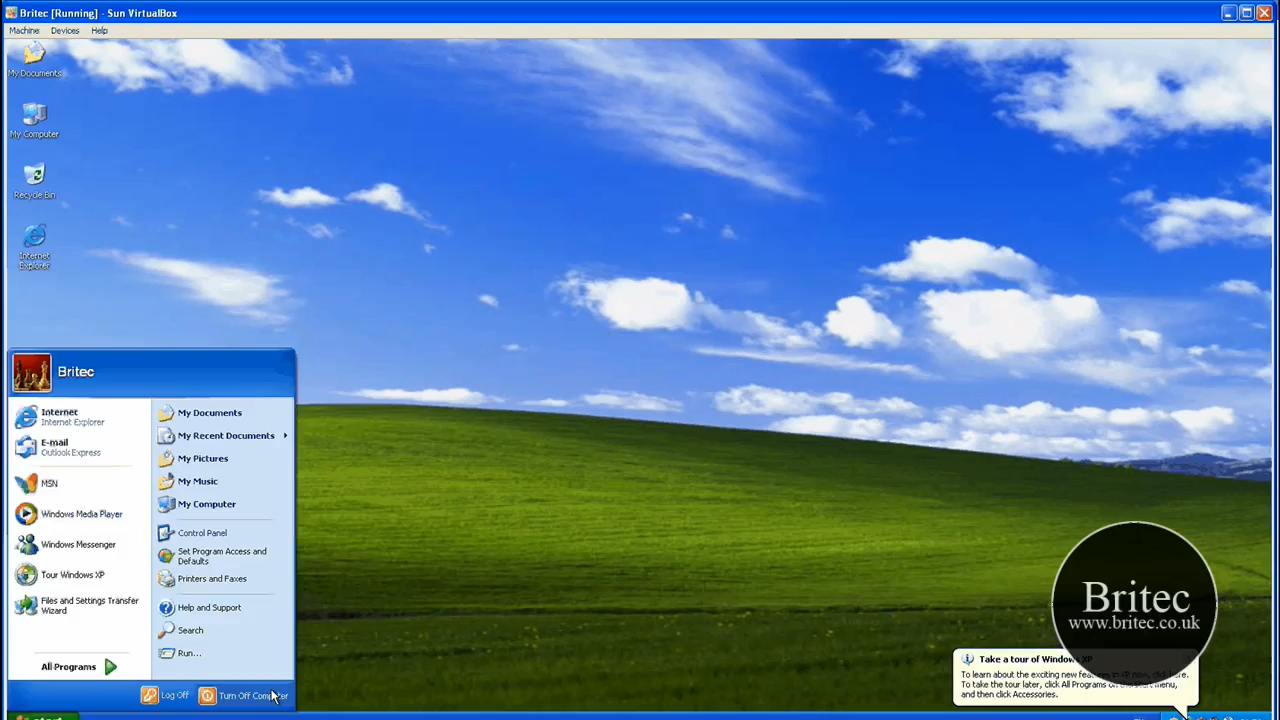 Britec [Running] - Sun VirtualBox
Machine Devices Help
My Documents
My Computer
Recycle Bin
Internet
Explorer
Britec
Internet
Internet Explorer
E-mail
Outlook Express
MSN
Windows Media Player
Windows Messenger
Tour Windows XP
Files and Settings Transfer
Wizard
All Programs
My Documents
My Recent Documents
My Pictures
My Music
My Computer
Control Panel
Set Program Access and
Defaults
Printers and Faxes
Help and Support
Search
Run...
Log Off
Turn Off Computer
Britec
www.britec.co.uk
Take a tour of Windows XP
To learn about the exciting new features in XP now, click here.
To take the tour later, click All Programs on the Start menu,
and then click Accessories.
start